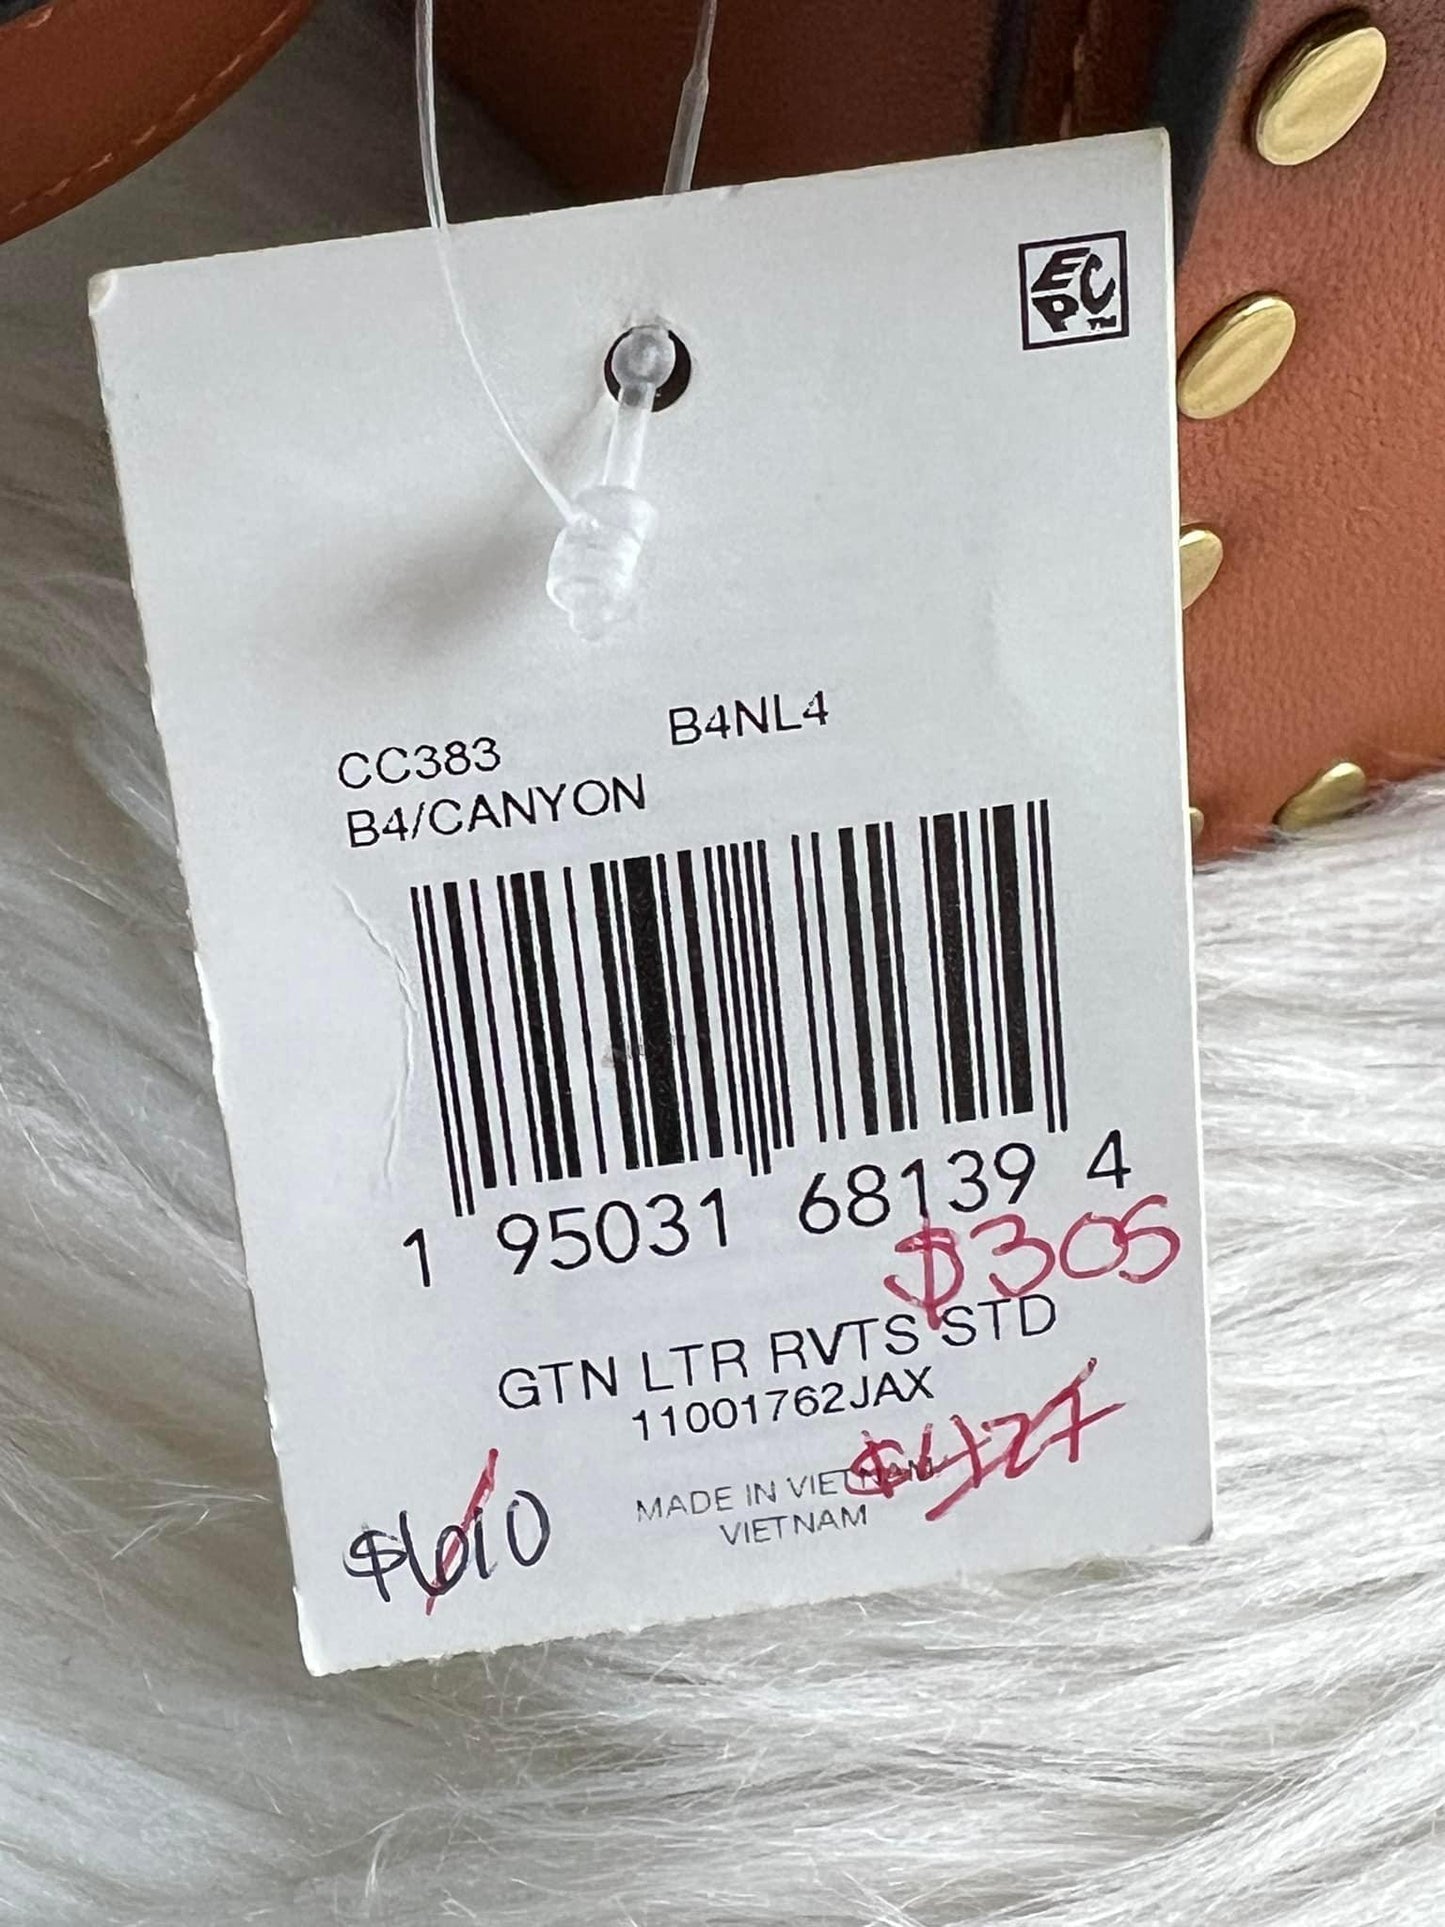 EPC™
CC383 B4NL4
B4/CANYON
1 95031 68139 4
$305
GTN LTR RVTS STD
11001762JAX
$427
MADE IN VIETNAM
VIETNAM
$610